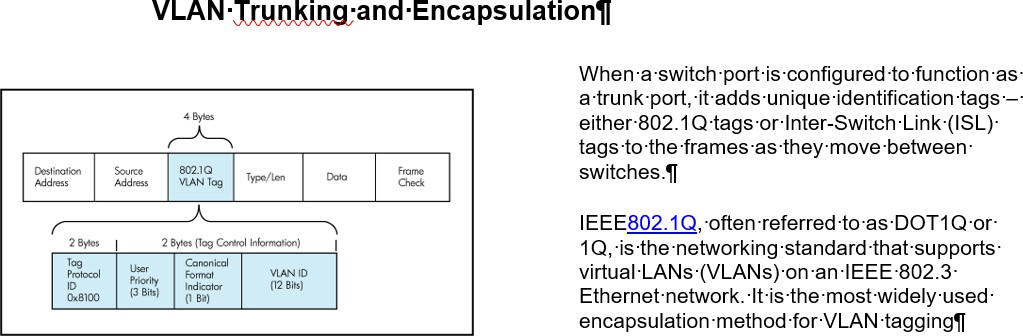 VLAN·Trunking·and·Encapsulation¶
4 Bytes
Destination
Address
Source
Address
802.1Q
VLAN Tag
Type/Len
Data
Frame
Check
2 Bytes
2 Bytes (Tag Control Information)
Tag
Protocol
ID
0x8100
User
Priority
(3 Bits)
Canonical
Format
Indicator
(1 Bit)
VLAN ID
(12 Bits)
When·a·switch·port·is·configured·to·function·as·
a·trunk·port,·it·adds·unique·identification·tags·–·
either·802.1Q·tags·or·Inter-Switch·Link·(ISL)·
tags·to·the·frames·as·they·move·between·
switches.¶
IEEE802.1Q,·often·referred·to·as·DOT1Q·or·
1Q,·is·the·networking·standard·that·supports·
virtual·LANs·(VLANs)·on·an·IEEE·802.3·
Ethernet·network.·It·is·the·most·widely·used·
encapsulation·method·for·VLAN·tagging¶